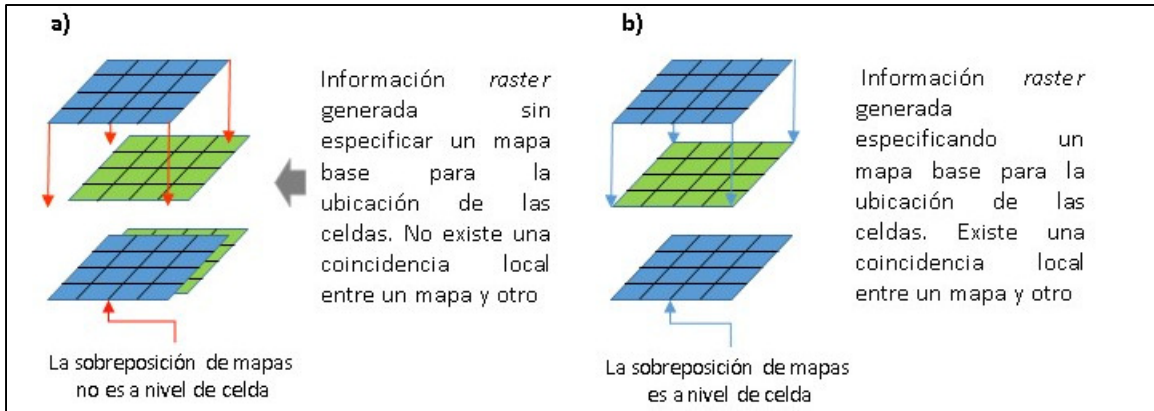 a)
Información raster
generada sin
especificar un mapa
base para la
ubicación de las
celdas. No existe una
coincidencia local
entre un mapa y otro
La sobreposición de mapas
no es a nivel de celda
b)
Información raster
generada
especificando un
mapa base para la
ubicación de las
celdas. Existe una
coincidencia local
entre un mapa y otro
La sobreposición de mapas
es a nivel de celda